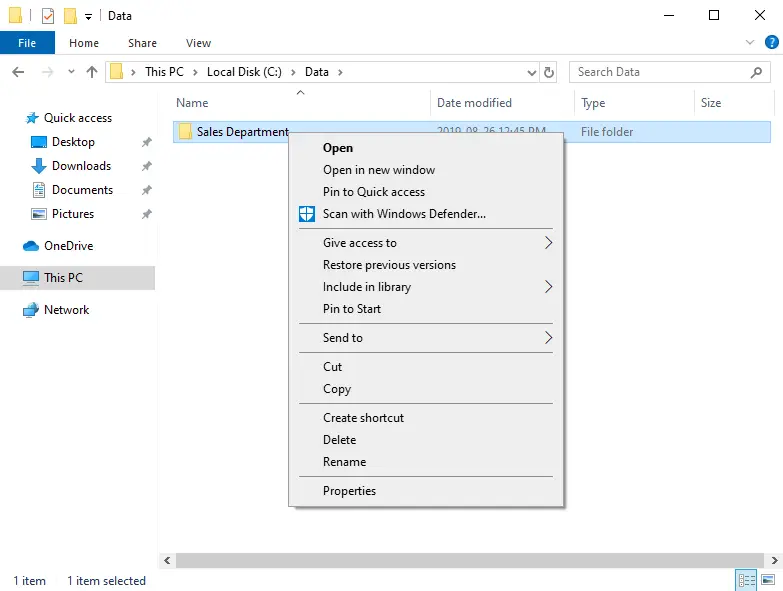 Data
File Home Share View
This PC Local Disk (C:) Data
Search Data
Name Date modified Type Size
Quick access
Desktop
Downloads
Documents
Pictures
OneDrive
This PC
Network
Sales Department 2019-08-26 12:45 PM File folder
Open
Open in new window
Pin to Quick access
Scan with Windows Defender...
Give access to
Restore previous versions
Include in library
Pin to Start
Send to
Cut
Copy
Create shortcut
Delete
Rename
Properties
1 item 1 item selected